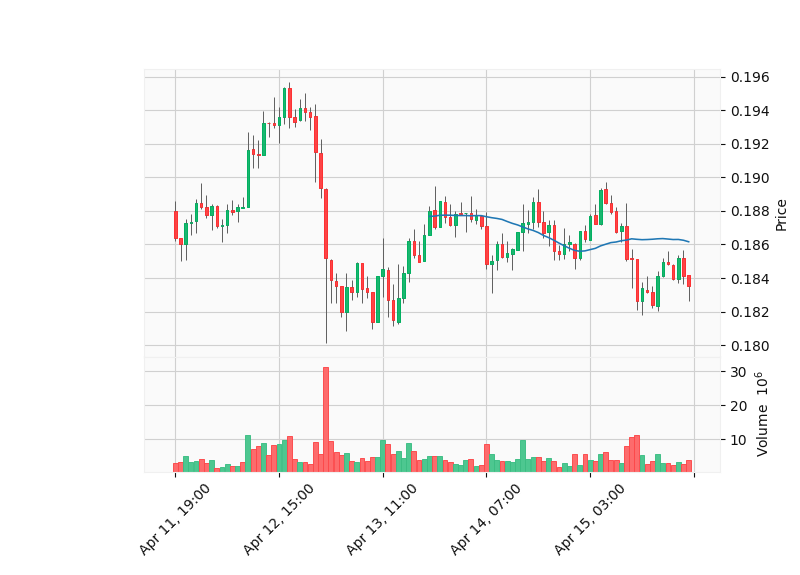 0.196
0.194
0.192
0.190
0.188
0.186
0.184
0.182
0.180
Price
30
20
10
Volume 10⁶
Apr 11, 19:00
Apr 12, 15:00
Apr 13, 11:00
Apr 14, 07:00
Apr 15, 03:00